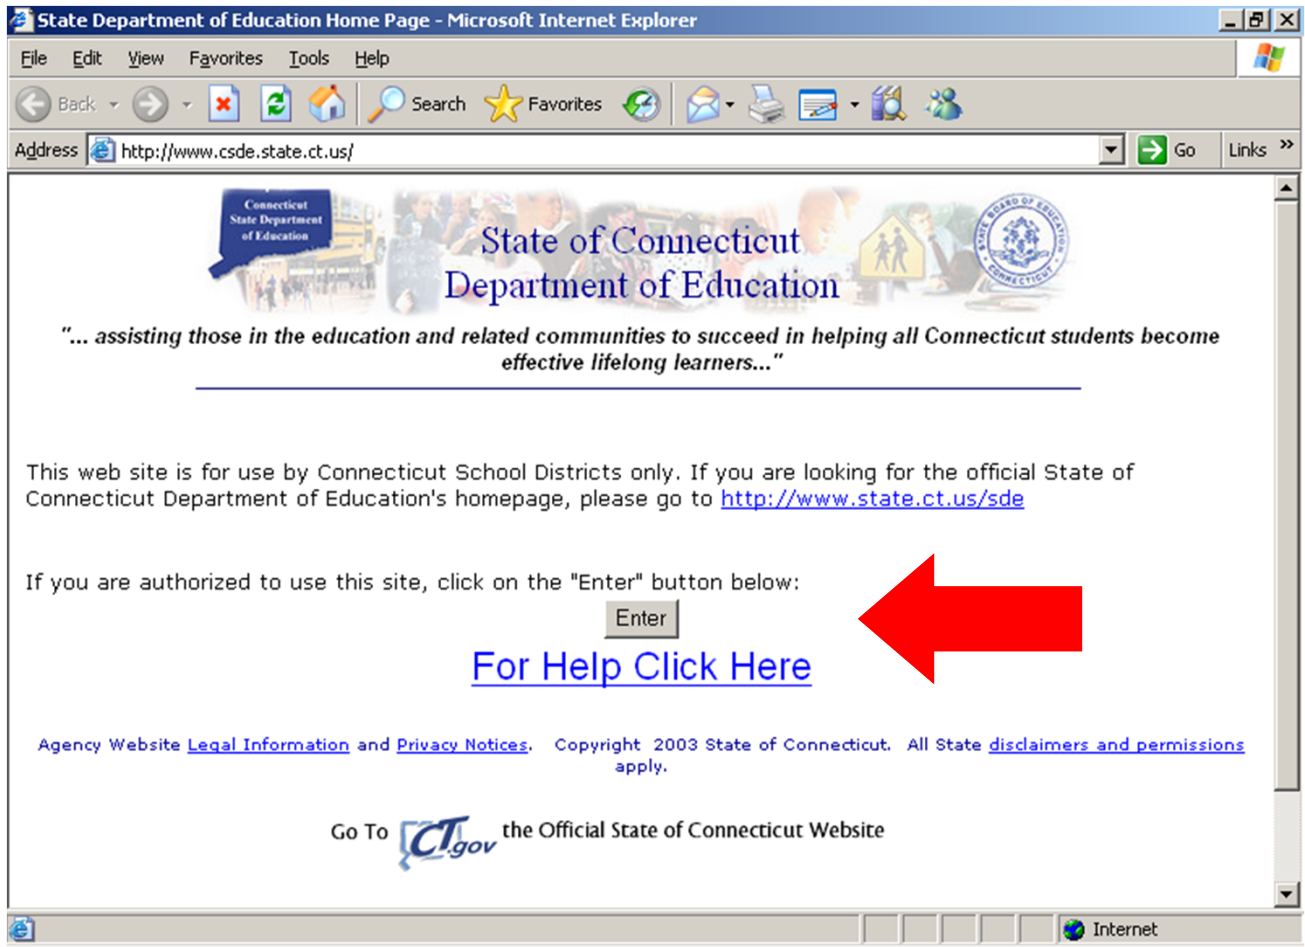 State Department of Education Home Page - Microsoft Internet Explorer
File Edit View Favorites Tools Help
Back Search Favorites
Address http://www.csde.state.ct.us/ Go Links »
Connecticut
State Department
of Education
State of Connecticut
Department of Education
STATE BOARD OF EDUCATION
CONNECTICUT
"... assisting those in the education and related communities to succeed in helping all Connecticut students become
effective lifelong learners..."
This web site is for use by Connecticut School Districts only. If you are looking for the official State of
Connecticut Department of Education's homepage, please go to http://www.state.ct.us/sde
If you are authorized to use this site, click on the "Enter" button below:
Enter
For Help Click Here
Agency Website Legal Information and Privacy Notices. Copyright 2003 State of Connecticut. All State disclaimers and permissions
apply.
Go To CT.gov the Official State of Connecticut Website
Internet